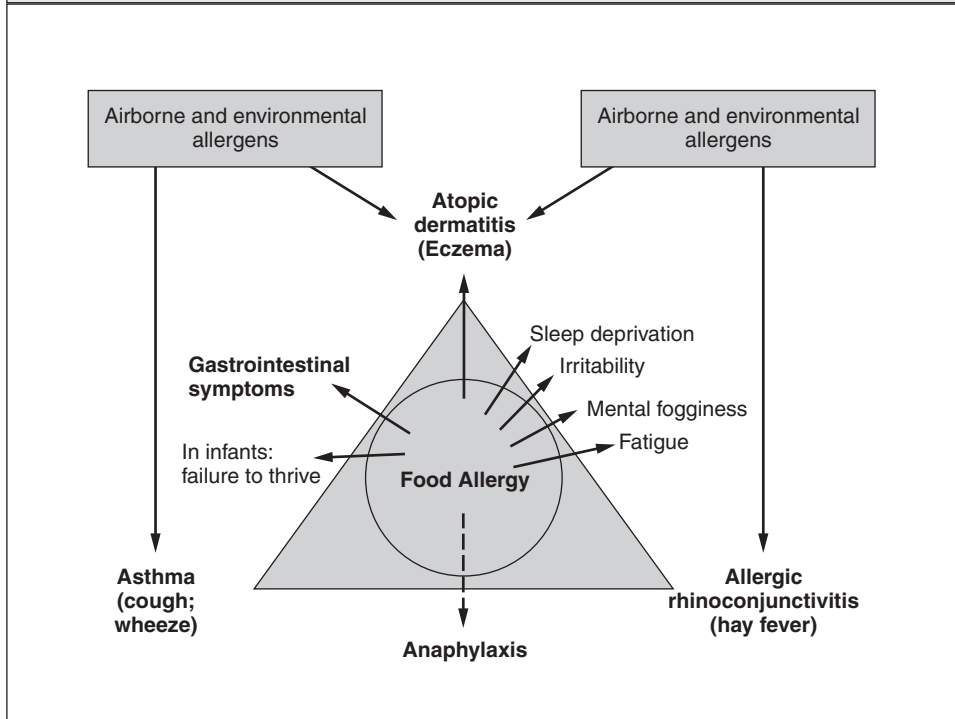 Airborne and environmental
allergens
Airborne and environmental
allergens
Atopic
dermatitis
(Eczema)
Sleep deprivation
Irritability
Mental fogginess
Fatigue
Gastrointestinal
symptoms
In infants:
failure to thrive
Food Allergy
Asthma
(cough;
wheeze)
Anaphylaxis
Allergic
rhinoconjunctivitis
(hay fever)